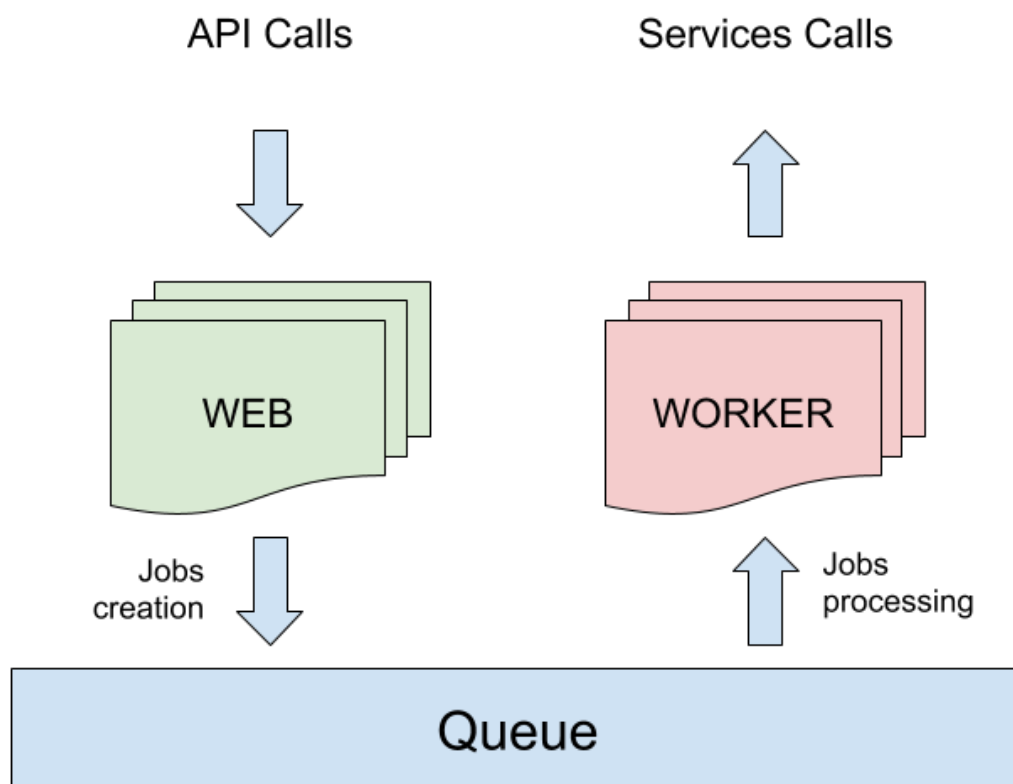 API Calls
Services Calls
WEB
WORKER
Jobs
creation
Jobs
processing
Queue